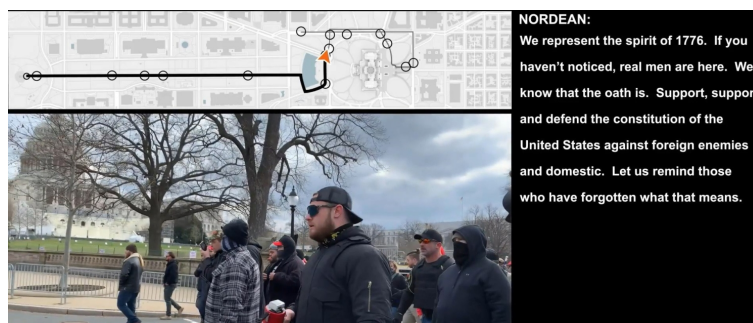 NORDEAN:
We represent the spirit of 1776. If you
haven't noticed, real men are here. We
know that the oath is. Support, suppor
and defend the constitution of the
United States against foreign enemies
and domestic. Let us remind those
who have forgotten what that means.